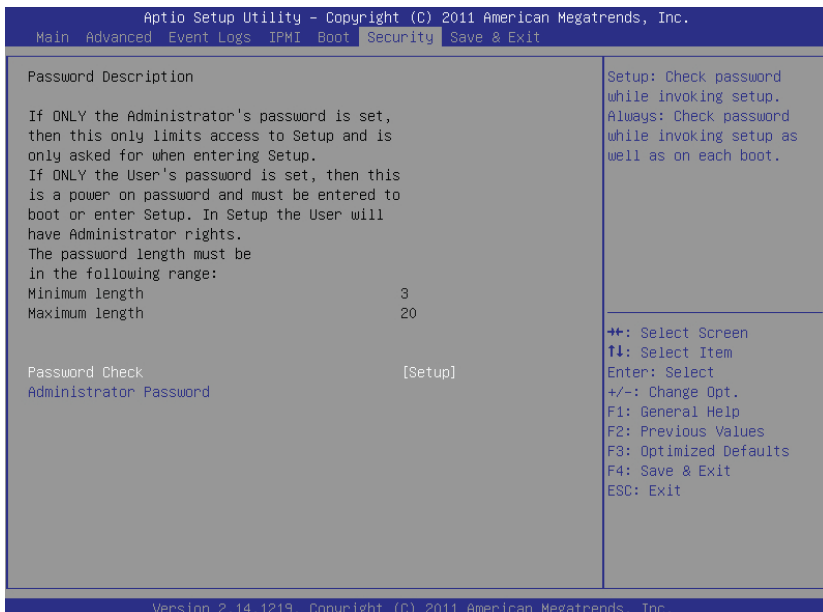 Aptio Setup Utility – Copyright (C) 2011 American Megatrends, Inc.
Main Advanced Event Logs IPMI Boot Security Save & Exit
Password Description
If ONLY the Administrator's password is set,
then this only limits access to Setup and is
only asked for when entering Setup.
If ONLY the User's password is set, then this
is a power on password and must be entered to
boot or enter Setup. In Setup the User will
have Administrator rights.
The password length must be
in the following range:
Minimum length 3
Maximum length 20
Password Check [Setup]
Administrator Password
Setup: Check password
while invoking setup.
Always: Check password
while invoking setup as
well as on each boot.
→←: Select Screen
↑↓: Select Item
Enter: Select
+/-: Change Opt.
F1: General Help
F2: Previous Values
F3: Optimized Defaults
F4: Save & Exit
ESC: Exit
Version 2.14.1219. Copyright (C) 2011 American Megatrends, Inc.